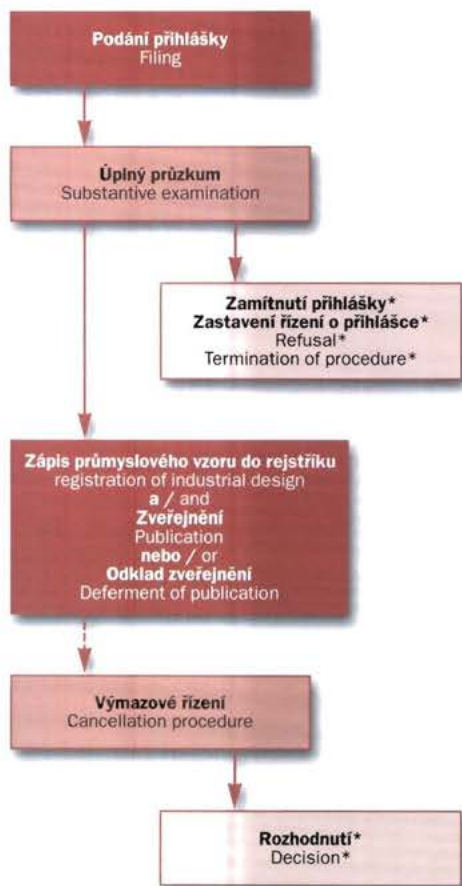 Podání přihlášky
Filing
Úplný průzkum
Substantive examination
Zamítnutí přihlášky*
Zastavení řízení o přihlášce*
Refusal*
Termination of procedure*
Zápis průmyslového vzoru do rejstříku
registration of industrial design
a / and
Zveřejnění
Publication
nebo / or
Odklad zveřejnění
Deferment of publication
Výmazové řízení
Cancellation procedure
Rozhodnutí*
Decision*